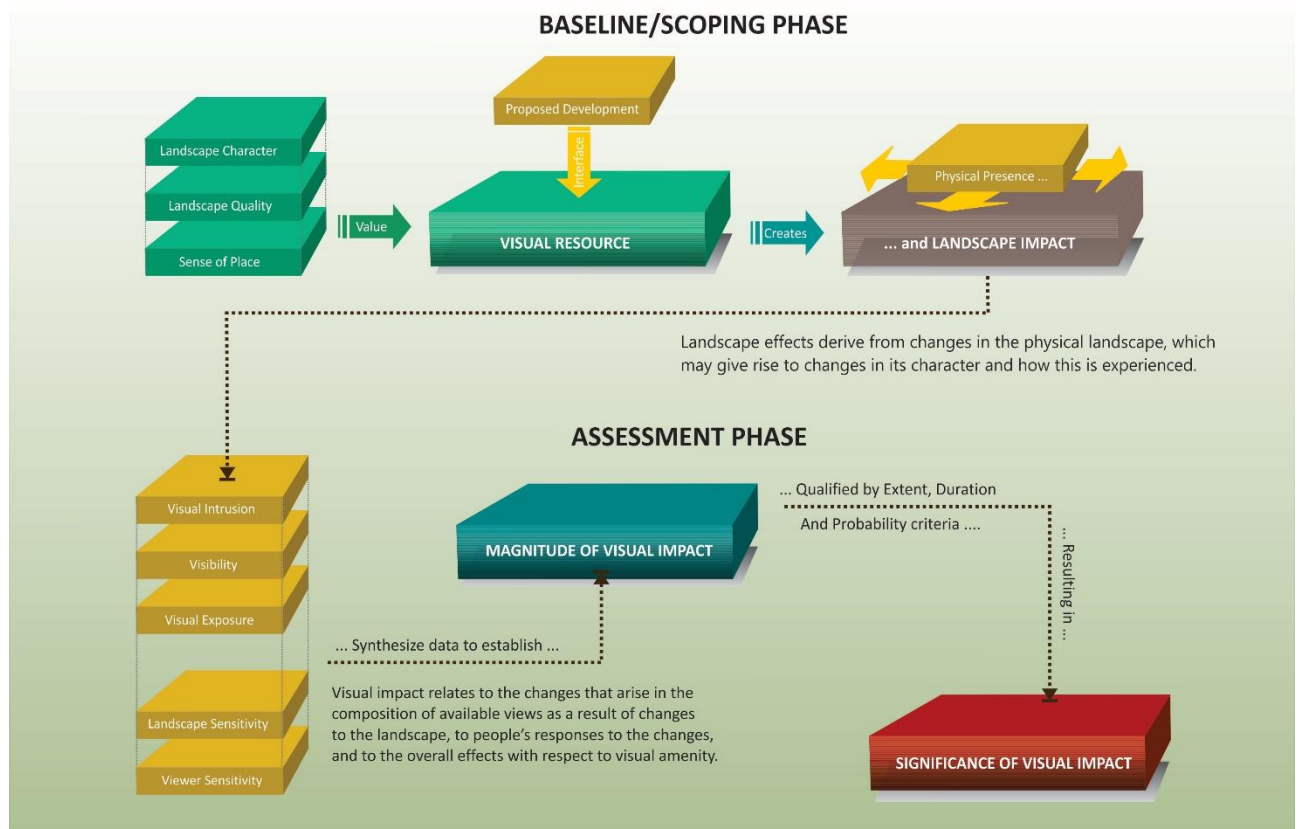 BASELINE/SCOPING PHASE
Proposed Development
Interface
Landscape Character
Landscape Quality
Sense of Place
Value
VISUAL RESOURCE
Creates
Physical Presence ...
... and LANDSCAPE IMPACT
Landscape effects derive from changes in the physical landscape, which
may give rise to changes in its character and how this is experienced.
ASSESSMENT PHASE
Visual Intrusion
Visibility
Visual Exposure
Landscape Sensitivity
Viewer Sensitivity
... Synthesize data to establish ...
Visual impact relates to the changes that arise in the
composition of available views as a result of changes
to the landscape, to people’s responses to the changes,
and to the overall effects with respect to visual amenity.
MAGNITUDE OF VISUAL IMPACT
... Qualified by Extent, Duration
And Probability criteria ....
... Resulting in ...
SIGNIFICANCE OF VISUAL IMPACT